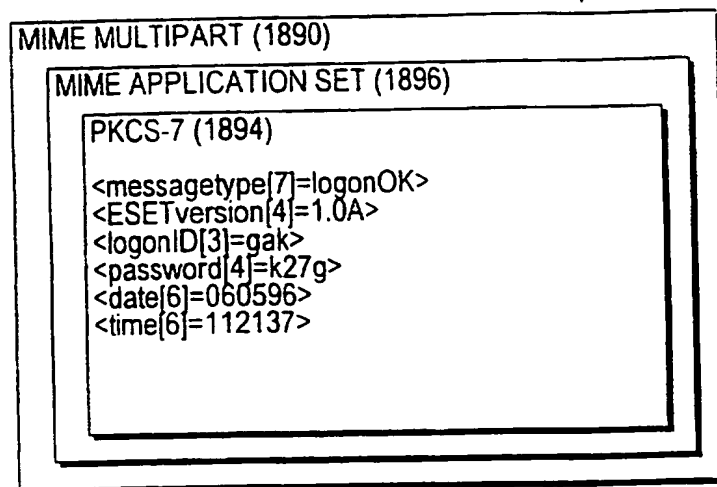 MIME MULTIPART (1890)
MIME APPLICATION SET (1896)
PKCS-7 (1894)
<messagetype[7]=logonOK>
<ESETversion[4]=1.0A>
<logonID[3]=gak>
<password[4]=k27g>
<date[6]=060596>
<time[6]=112137>